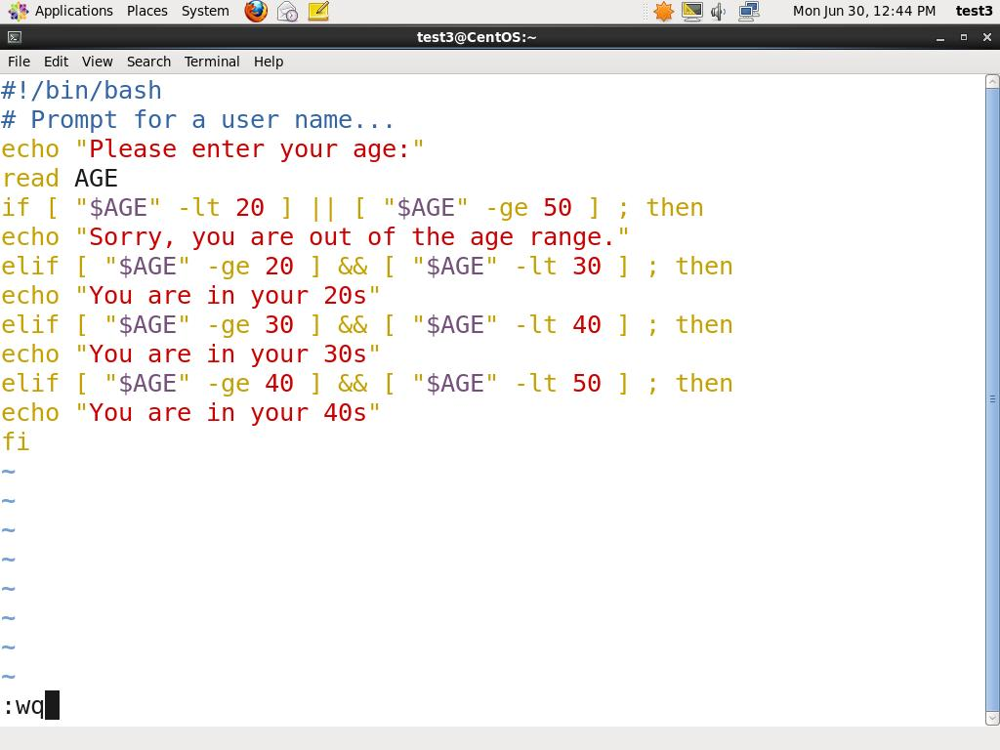 Applications Places System Mon Jun 30, 12:44 PM test3
test3@CentOS:~
File Edit View Search Terminal Help
#!/bin/bash
# Prompt for a user name...
echo "Please enter your age:"
read AGE
if [ "$AGE" -lt 20 ] || [ "$AGE" -ge 50 ] ; then
echo "Sorry, you are out of the age range."
elif [ "$AGE" -ge 20 ] && [ "$AGE" -lt 30 ] ; then
echo "You are in your 20s"
elif [ "$AGE" -ge 30 ] && [ "$AGE" -lt 40 ] ; then
echo "You are in your 30s"
elif [ "$AGE" -ge 40 ] && [ "$AGE" -lt 50 ] ; then
echo "You are in your 40s"
fi
~
~
~
~
~
~
~
~
:wq